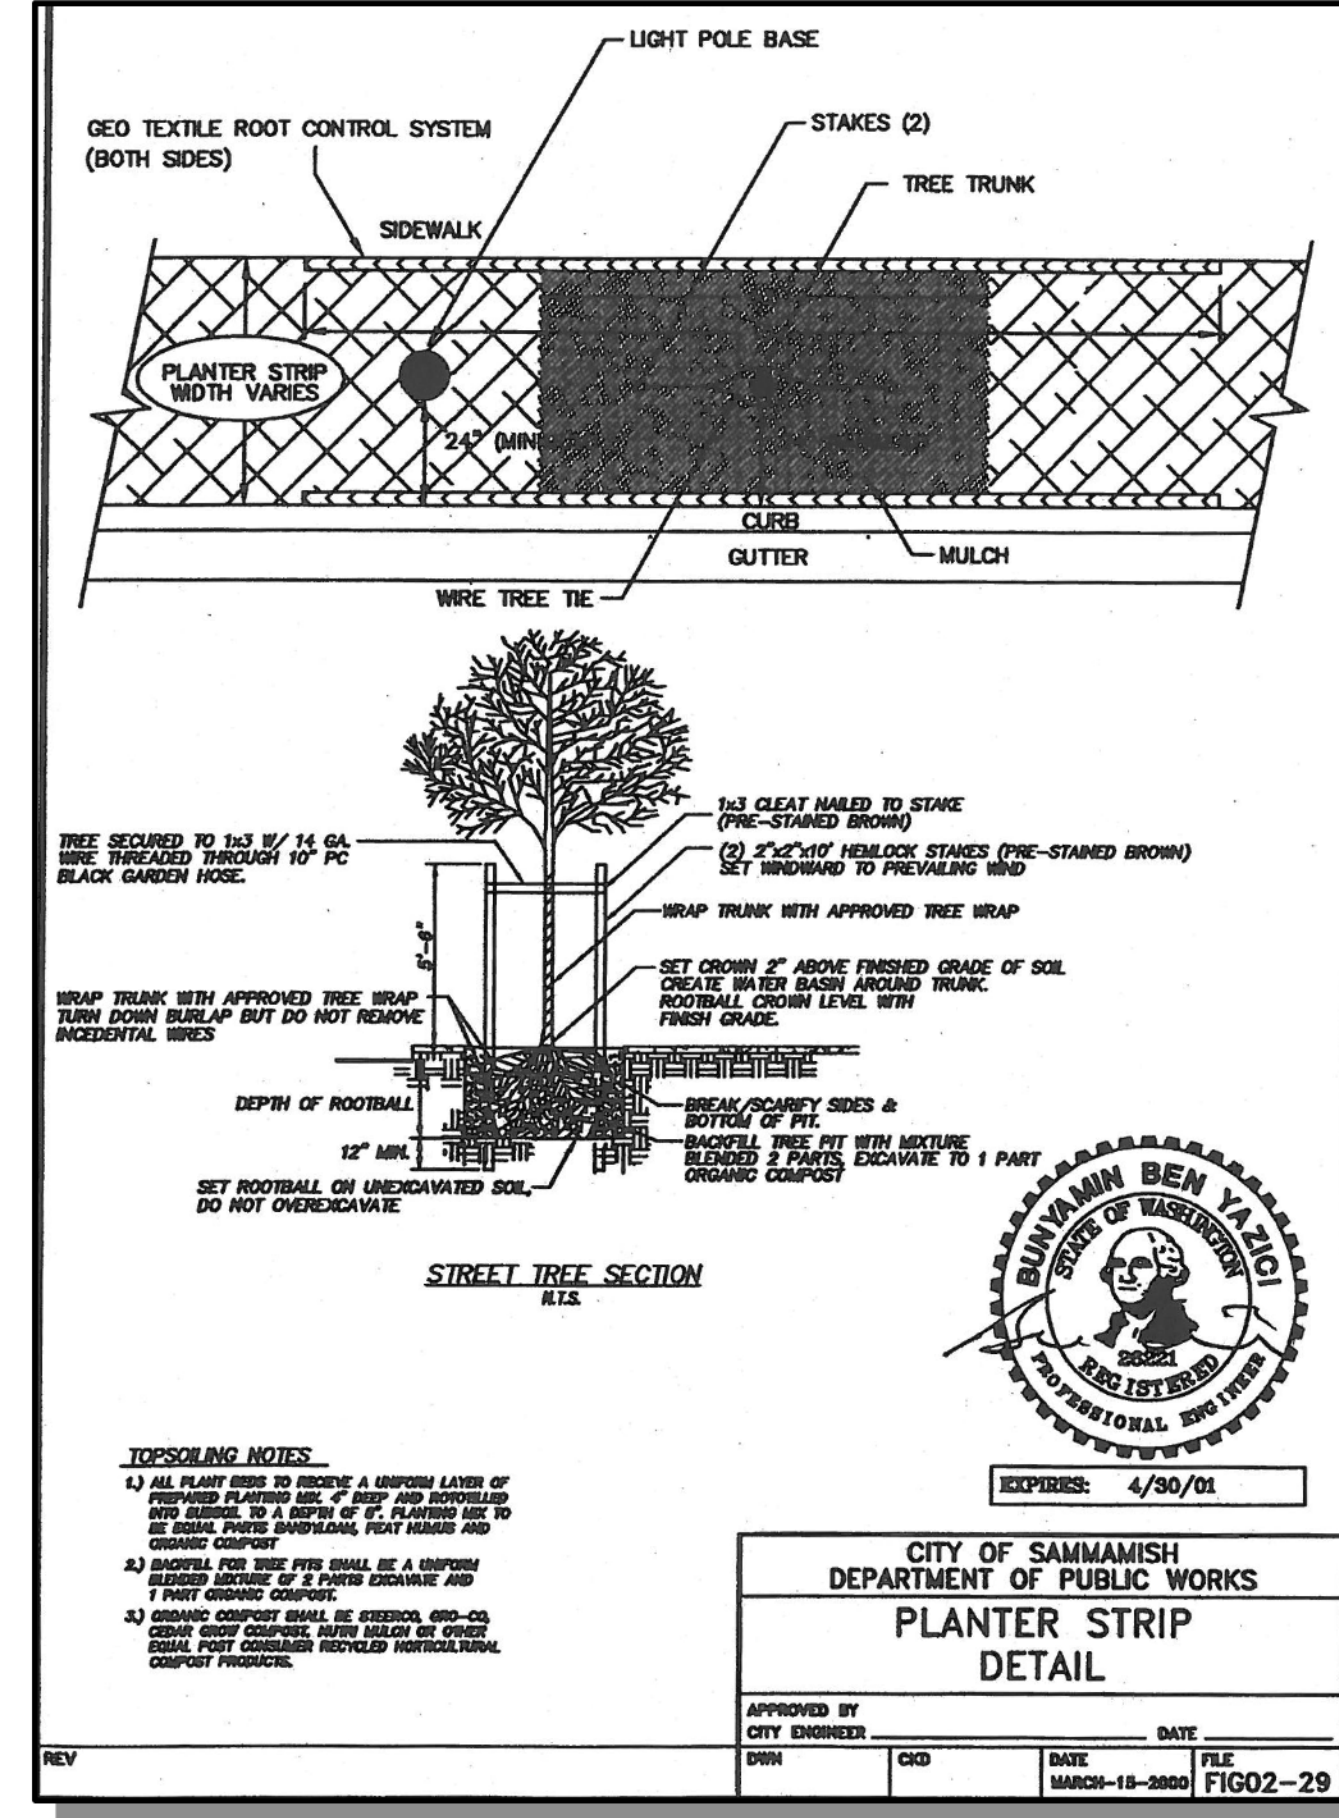 LIGHT POLE BASE
GEO TEXTILE ROOT CONTROL SYSTEM
(BOTH SIDES)
STAKES (2)
TREE TRUNK
SIDEWALK
PLANTER STRIP
WIDTH VARIES
24" (MIN
CURB
GUTTER
MULCH
WIRE TREE TIE
1x3 CLEAT NAILED TO STAKE
(PRE-STAINED BROWN)
TREE SECURED TO 1x3 W/ 14 GA.
WIRE THREADED THROUGH 10" PC
BLACK GARDEN HOSE.
(2) 2"x2"x10' HEMLOCK STAKES (PRE-STAINED BROWN)
SET WINDWARD TO PREVAILING WIND
WRAP TRUNK WITH APPROVED TREE WRAP
5'-6"
SET CROWN 2" ABOVE FINISHED GRADE OF SOIL
CREATE WATER BASIN AROUND TRUNK.
ROOTBALL CROWN LEVEL WITH
FINISH GRADE.
WRAP TRUNK WITH APPROVED TREE WRAP
TURN DOWN BURLAP BUT DO NOT REMOVE
INCEDENTAL WIRES
DEPTH OF ROOTBALL
12" MIN.
BREAK/SCARIFY SIDES &
BOTTOM OF PIT.
BACKFILL TREE PIT WITH MIXTURE
BLENDED 2 PARTS, EXCAVATE TO 1 PART
ORGANIC COMPOST
SET ROOTBALL ON UNEXCAVATED SOIL,
DO NOT OVEREXCAVATE
STREET TREE SECTION
N.T.S.
BUNYAMIN BEN YAZICI
STATE OF WASHINGTON
26221
REGISTERED
PROFESSIONAL ENGINEER
EXPIRES: 4/30/01
TOPSOILING NOTES
1.) ALL PLANT BEDS TO RECIEVE A UNIFORM LAYER OF
PREPARED PLANTING MIX, 4" DEEP AND ROTOTILLED
INTO SUBSOIL TO A DEPTH OF 8". PLANTING MIX TO
BE EQUAL PARTS SANDYLOAM, PEAT HUMUS AND
ORGANIC COMPOST
2.) BACKFILL FOR TREE PITS SHALL BE A UNIFORM
BLENDED MIXTURE OF 2 PARTS EXCAVATE AND
1 PART ORGANIC COMPOST.
3.) ORGANIC COMPOST SHALL BE STEERCO, GRO-CO,
CEDAR GROW COMPOST, NUTRI MULCH OR OTHER
EQUAL POST CONSUMER RECYCLED HORTICULTURAL
COMPOST PRODUCTS.
CITY OF SAMMAMISH
DEPARTMENT OF PUBLIC WORKS
PLANTER STRIP
DETAIL
APPROVED BY
CITY ENGINEER DATE
REV
DWN CKD DATE FILE
MARCH-15-2000 FIG02-29